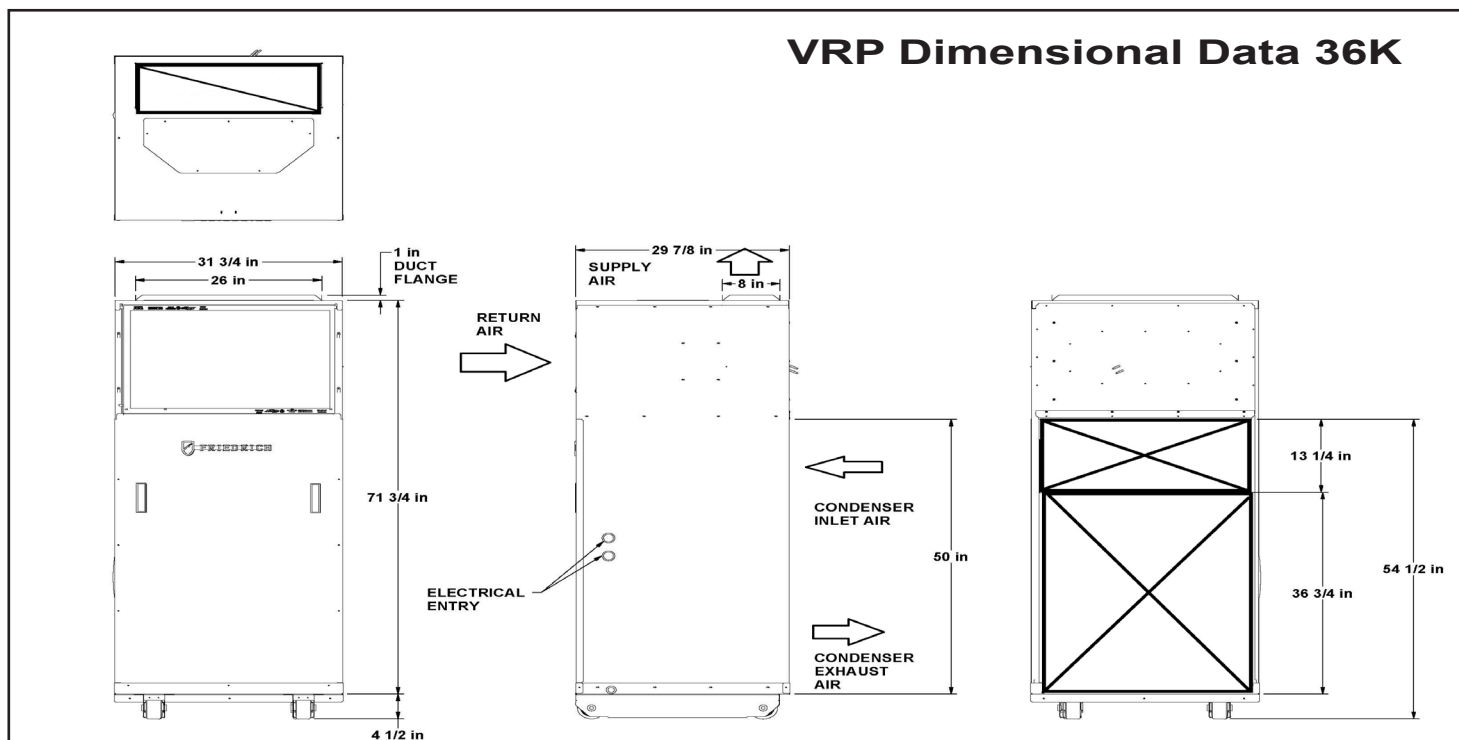 VRP Dimensional Data 36K
31 3/4 in
26 in
1 in
DUCT
FLANGE
29 7/8 in
SUPPLY
AIR
8 in
RETURN
AIR
FRIEDRICH
71 3/4 in
4 1/2 in
ELECTRICAL
ENTRY
CONDENSER
INLET AIR
50 in
CONDENSER
EXHAUST
AIR
13 1/4 in
36 3/4 in
54 1/2 in